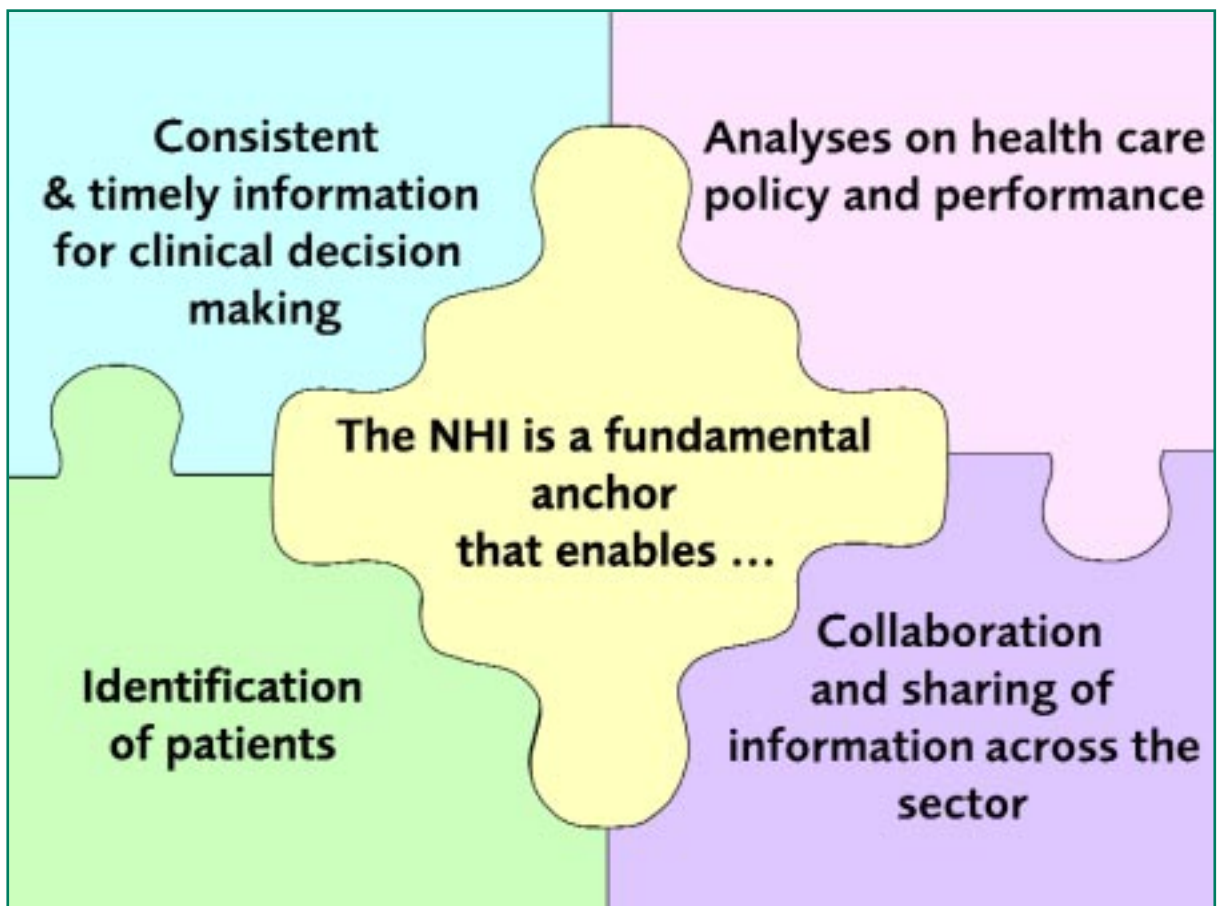 Consistent
& timely information
for clinical decision
making
Analyses on health care
policy and performance
The NHI is a fundamental
anchor
that enables ...
Identification
of patients
Collaboration
and sharing of
information across the
sector